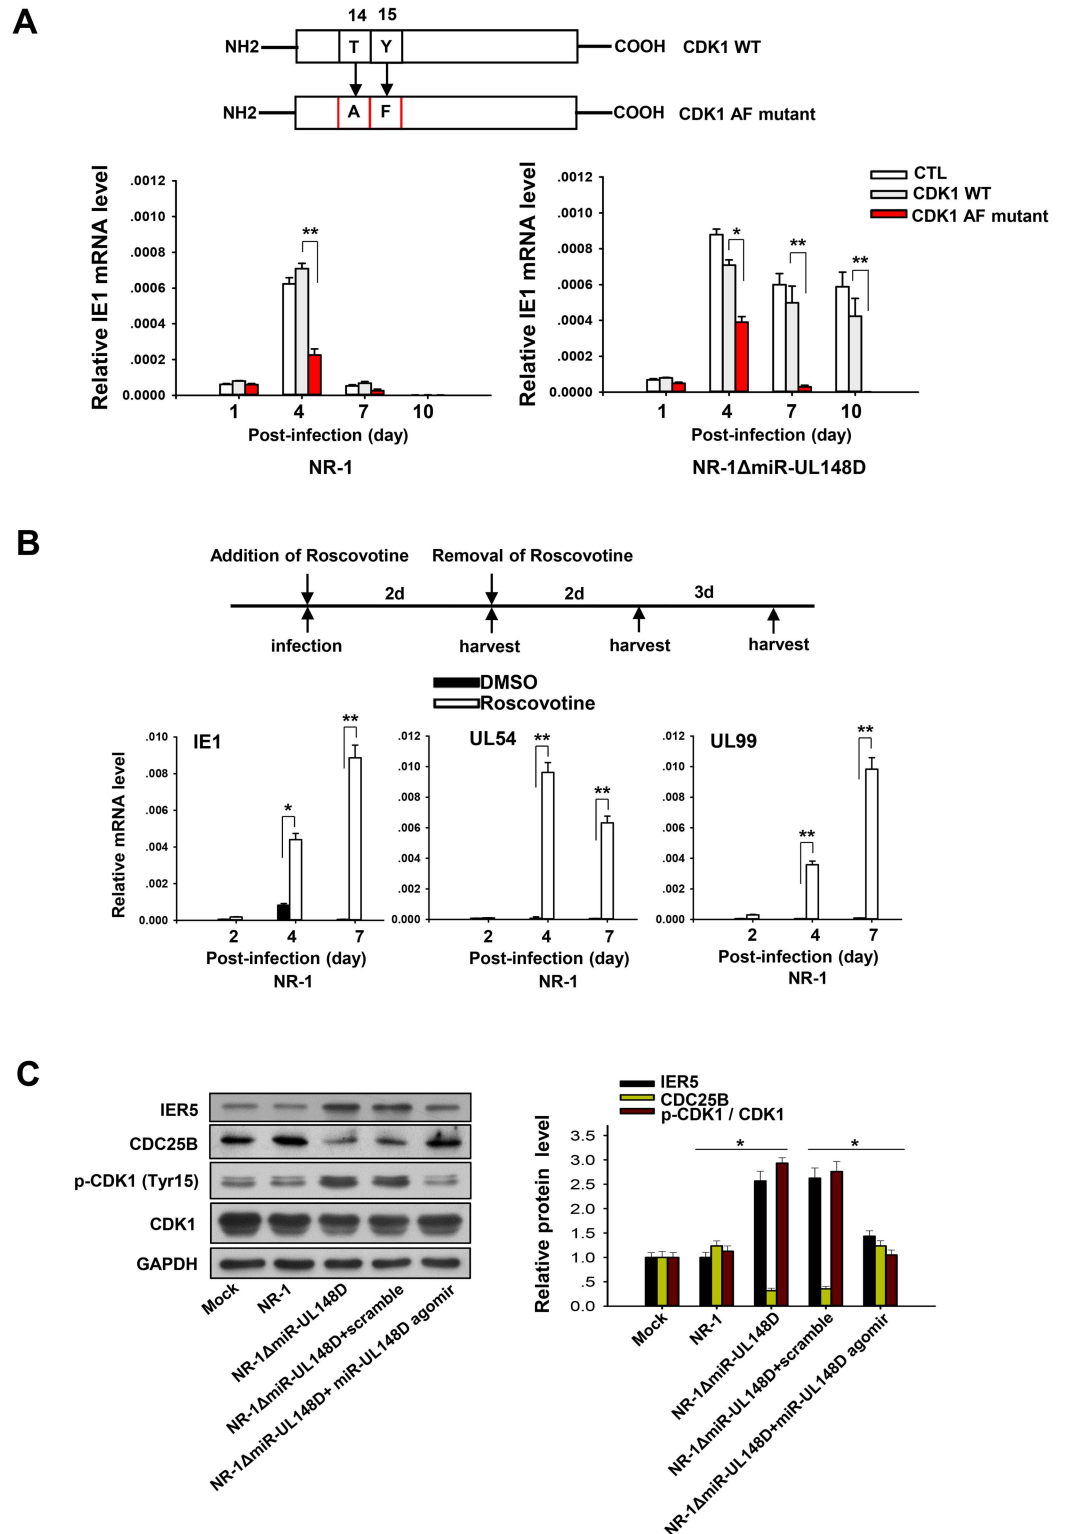 A
14 15
NH2 T Y COOH CDK1 WT
NH2 A F COOH CDK1 AF mutant
Relative IE1 mRNA level
.0012
.0010
.0008
.0006
.0004
.0002
0.0000
**
1 4 7 10
Post-infection (day)
NR-1
Relative IE1 mRNA level
.0012
.0010
.0008
.0006
.0004
.0002
0.0000
* ** **
1 4 7 10
Post-infection (day)
NR-1ΔmiR-UL148D
CTL
CDK1 WT
CDK1 AF mutant
B
Addition of Roscovotine Removal of Roscovotine
2d 2d 3d
infection harvest harvest harvest
DMSO
Roscovotine
Relative mRNA level
IE1
.010
.008
.006
.004
.002
0.000
* **
2 4 7
Post-infection (day)
NR-1
UL54
.012
.010
.008
.006
.004
.002
0.000
** **
2 4 7
Post-infection (day)
NR-1
UL99
.012
.010
.008
.006
.004
.002
0.000
** **
2 4 7
Post-infection (day)
NR-1
C
IER5
CDC25B
p-CDK1 (Tyr15)
CDK1
GAPDH
Mock
NR-1
NR-1ΔmiR-UL148D
NR-1ΔmiR-UL148D+scramble
NR-1ΔmiR-UL148D+ miR-UL148D agomir
IER5
CDC25B
p-CDK1 / CDK1
Relative protein level
3.5
3.0
2.5
2.0
1.5
1.0
.5
0.0
* *
Mock
NR-1
NR-1ΔmiR-UL148D
NR-1ΔmiR-UL148D+scramble
NR-1ΔmiR-UL148D+miR-UL148D agomir